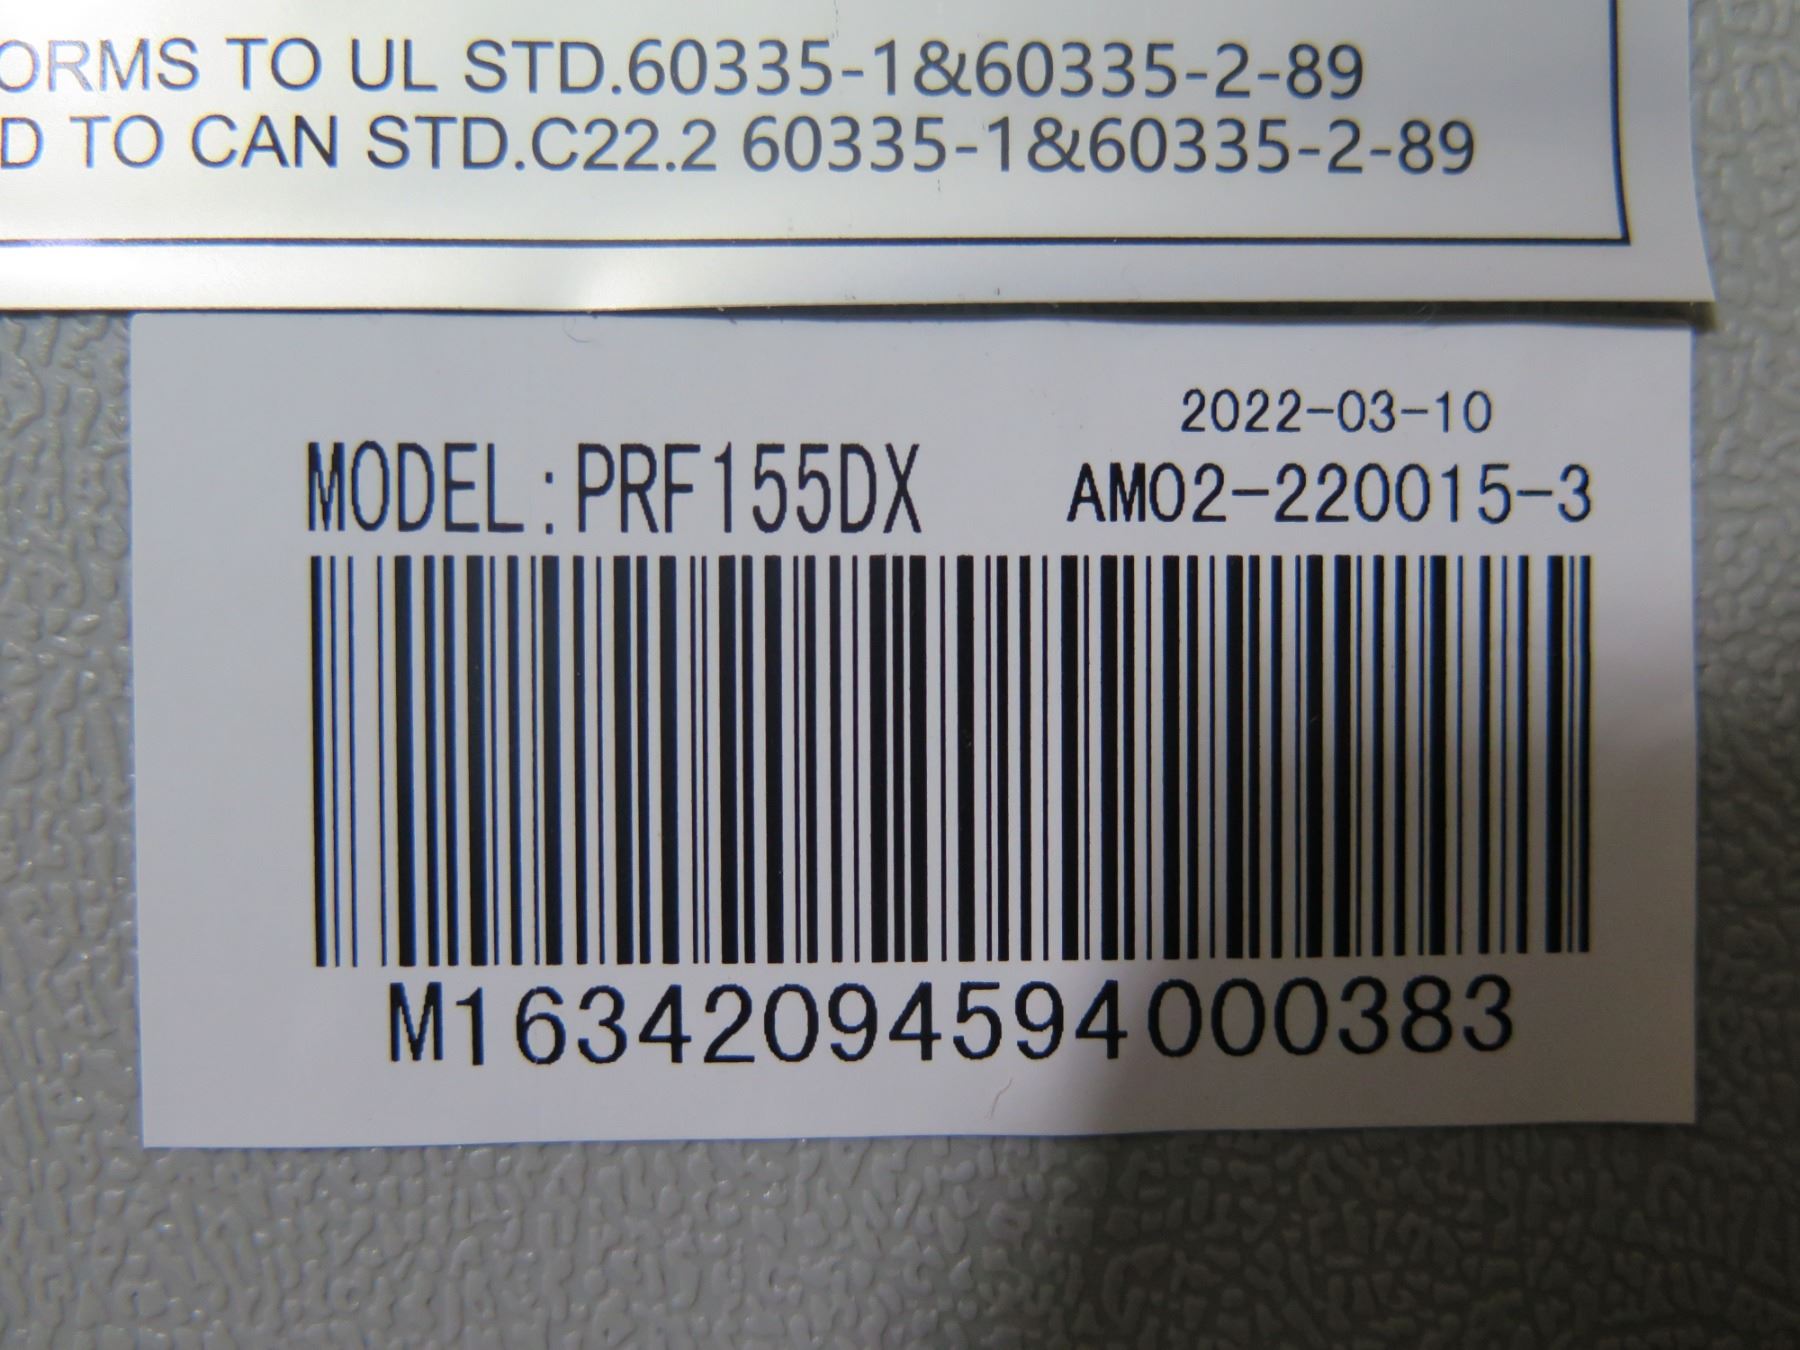 ORMS TO UL STD.60335-1&60335-2-89
D TO CAN STD.C22.2 60335-1&60335-2-89
2022-03-10
MODEL:PRF155DX
AM02-220015-3
M16342094594000383